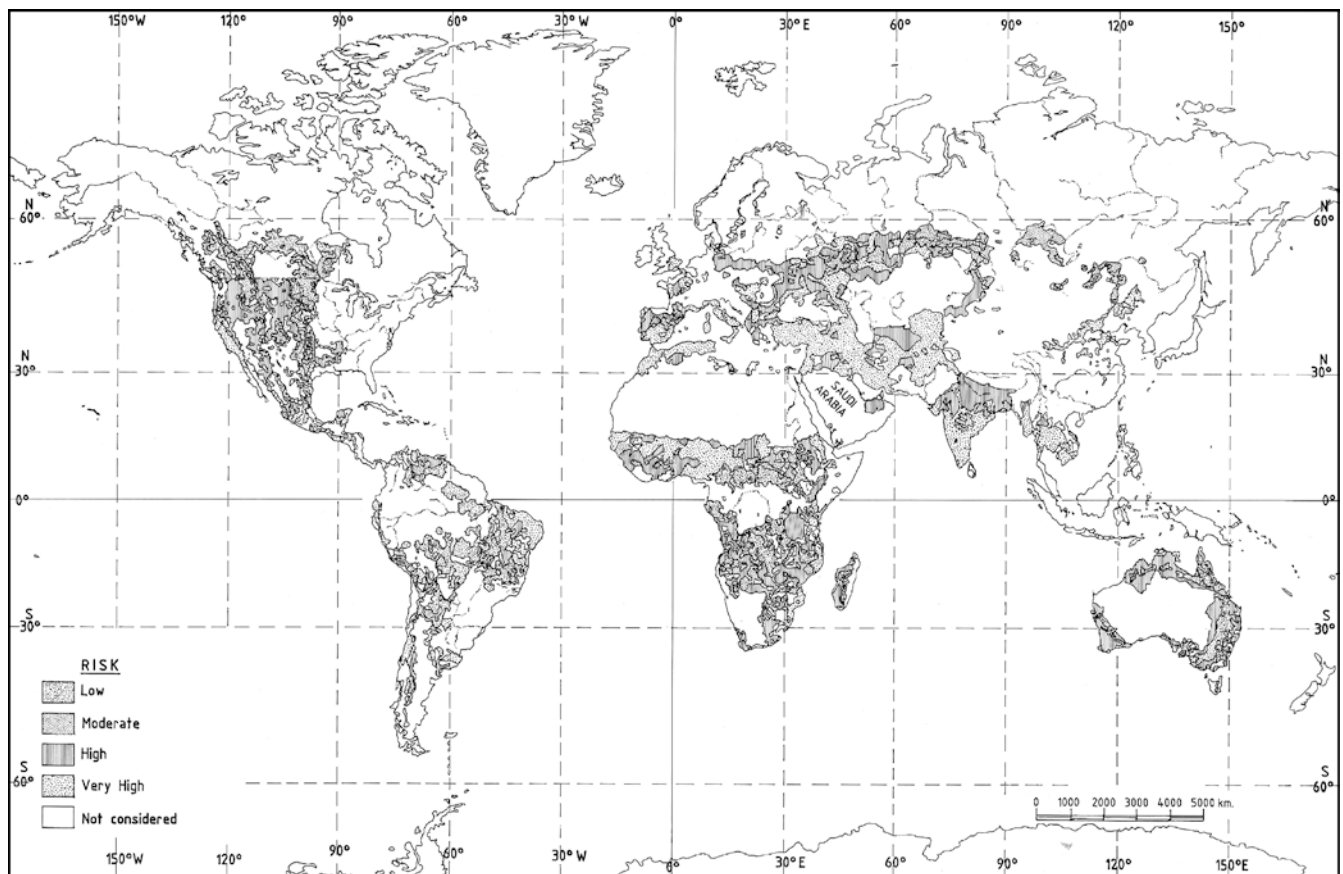 150°W 120° 90° 60° 0° 30°E 60° 90° 120° 150°
N N
60° 60°
N
30° 30°
SAUDI
ARABIA
0° 0°
S S
30° 30°
RISK
Low
Moderate
High
Very High
Not considered
S S
60° 60°
0 1000 2000 3000 4000 5000 km.
150°W 120° 90° 60° 0° 30°E 60° 90° 120° 150°E